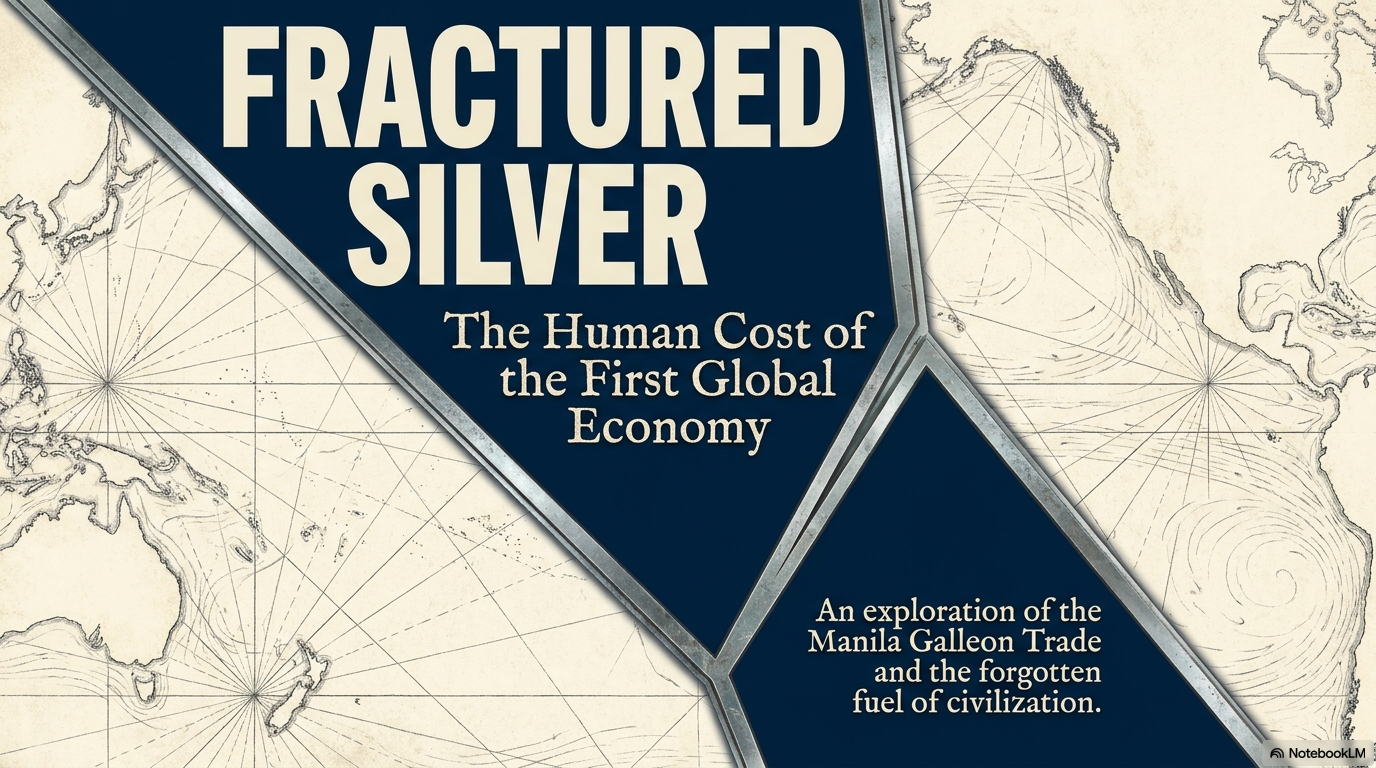 FRACTURED
SILVER
The Human Cost of
the First Global
Economy
An exploration of the
Manila Galleon Trade
and the forgotten
fuel of civilization.
NotebookLM